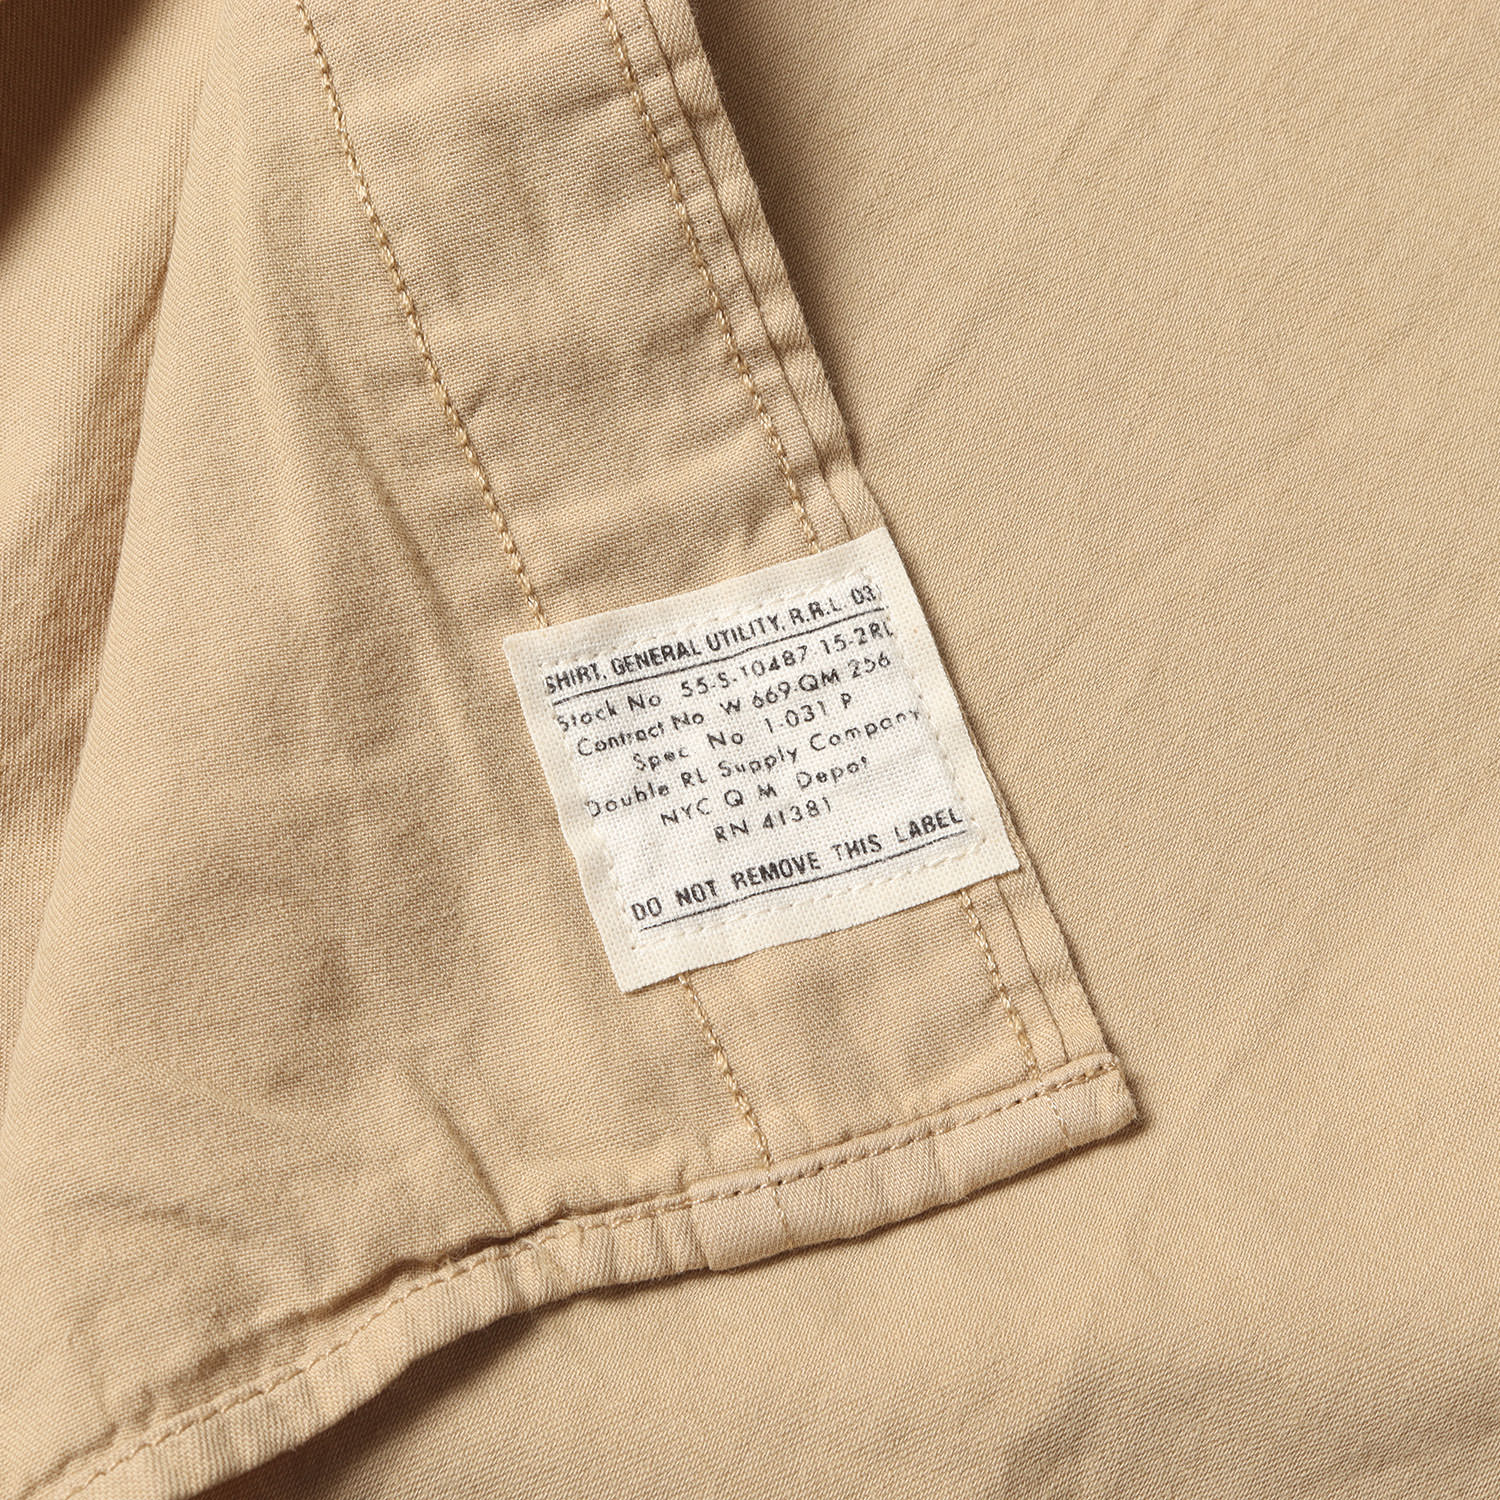 SHIRT, GENERAL UTILITY, R.R.L. 03
Stock No 55-S-10487 15-2RL
Contract No W 669 QM 256
Spec No 1-031 P
Double RL Supply Company
NYC Q M Depot
RN 41381
DO NOT REMOVE THIS LABEL